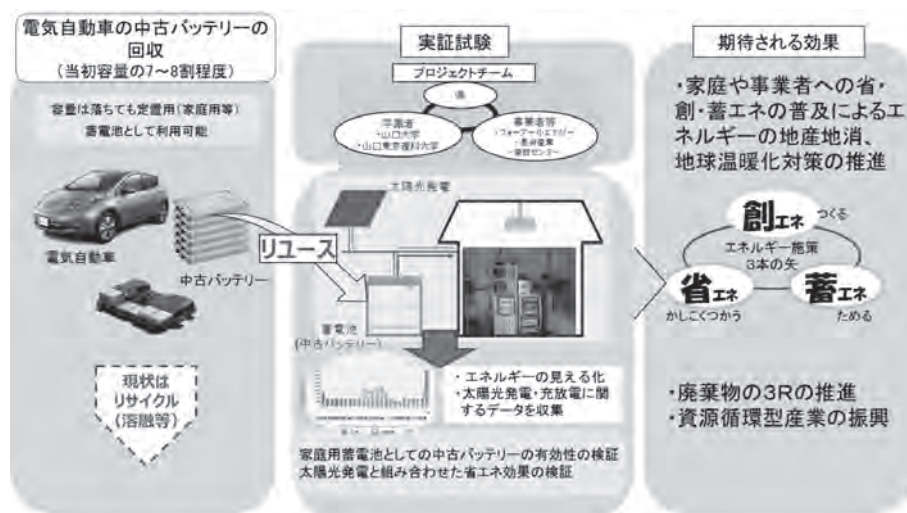 電気自動車の中古バッテリーの
回収
(当初容量の7~8割程度)
容量は落ちても定置用(家庭用等)
蓄電池として利用可能
電気自動車
中古バッテリー
リユース
現状は
リサイクル
(溶融等)
実証試験
プロジェクトチーム
県
学識者
・山口大学
・山口東京理科大学
事業者等
太陽光発電
蓄電池
(中古バッテリー)
・エネルギーの見える化
・太陽光発電・充放電に関
するデータを収集
家庭用蓄電池としての中古バッテリーの有効性の検証
太陽光発電と組み合わせた省エネ効果の検証
期待される効果
・家庭や事業者への省・
創・蓄エネの普及によるエ
ネルギーの地産地消、
地球温暖化対策の推進
創エネ つくる
エネルギー施策
3本の矢
省エネ
かしこくつかう
蓄エネ
ためる
・廃棄物の3Rの推進
・資源循環型産業の振興